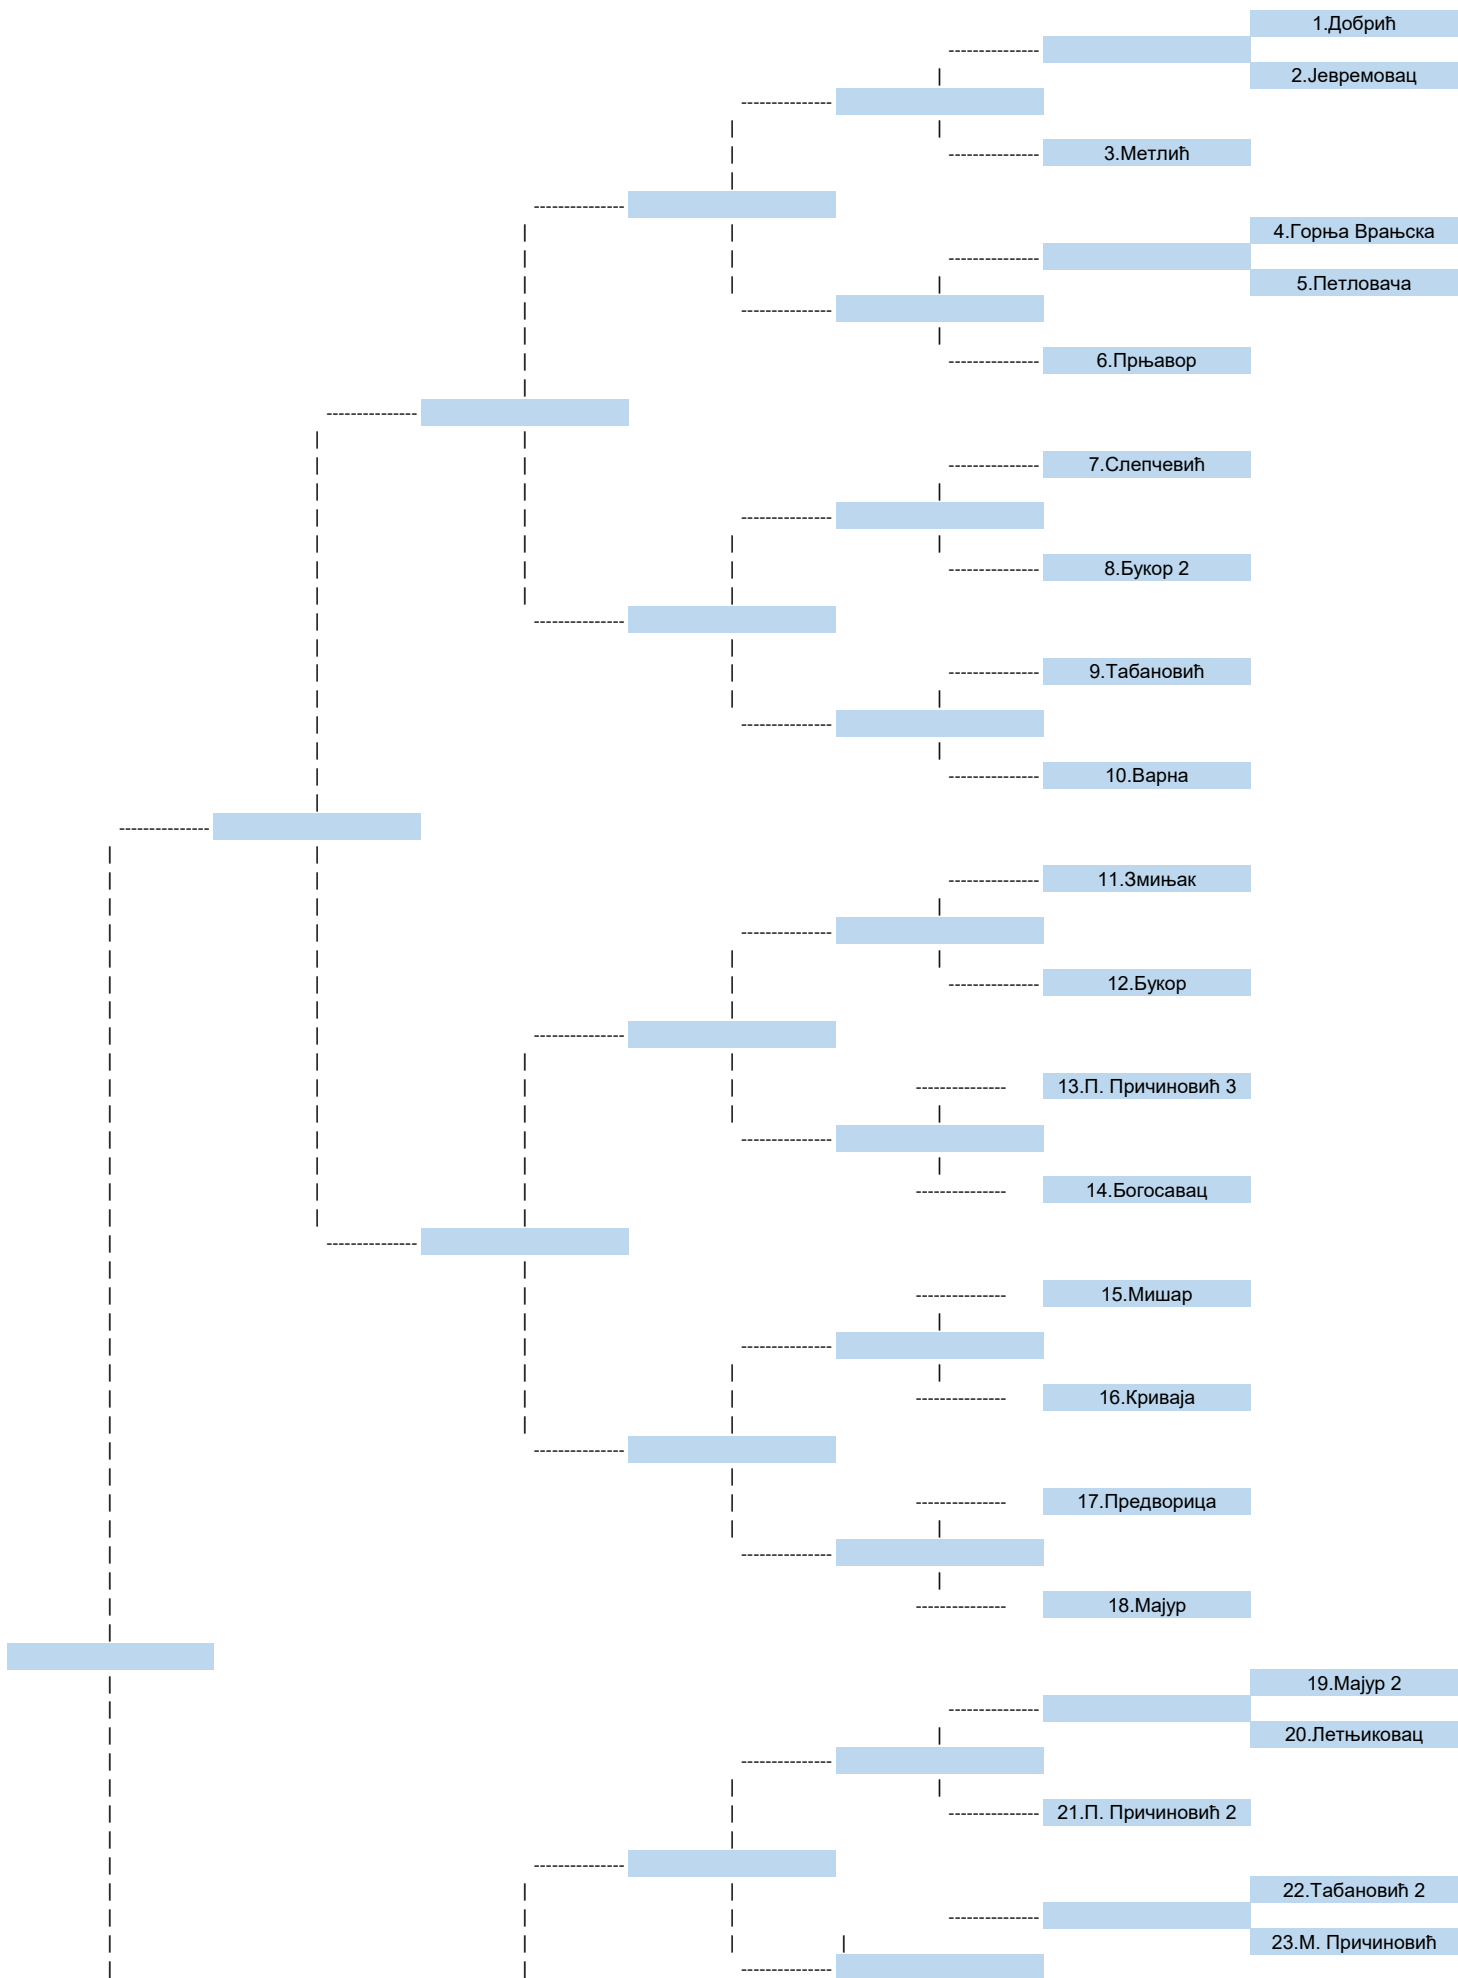 1.Добрић
2.Јевремовац
3.Метлић
4.Горња Врањска
5.Петловача
6.Прњавор
7.Слепчевић
8.Букор 2
9.Табановић
10.Варна
11.Змињак
12.Букор
13.П. Причиновић 3
14.Богосавац
15.Мишар
16.Криваја
17.Предворица
18.Мајур
19.Мајур 2
20.Летњиковац
21.П. Причиновић 2
22.Табановић 2
23.М. Причиновић